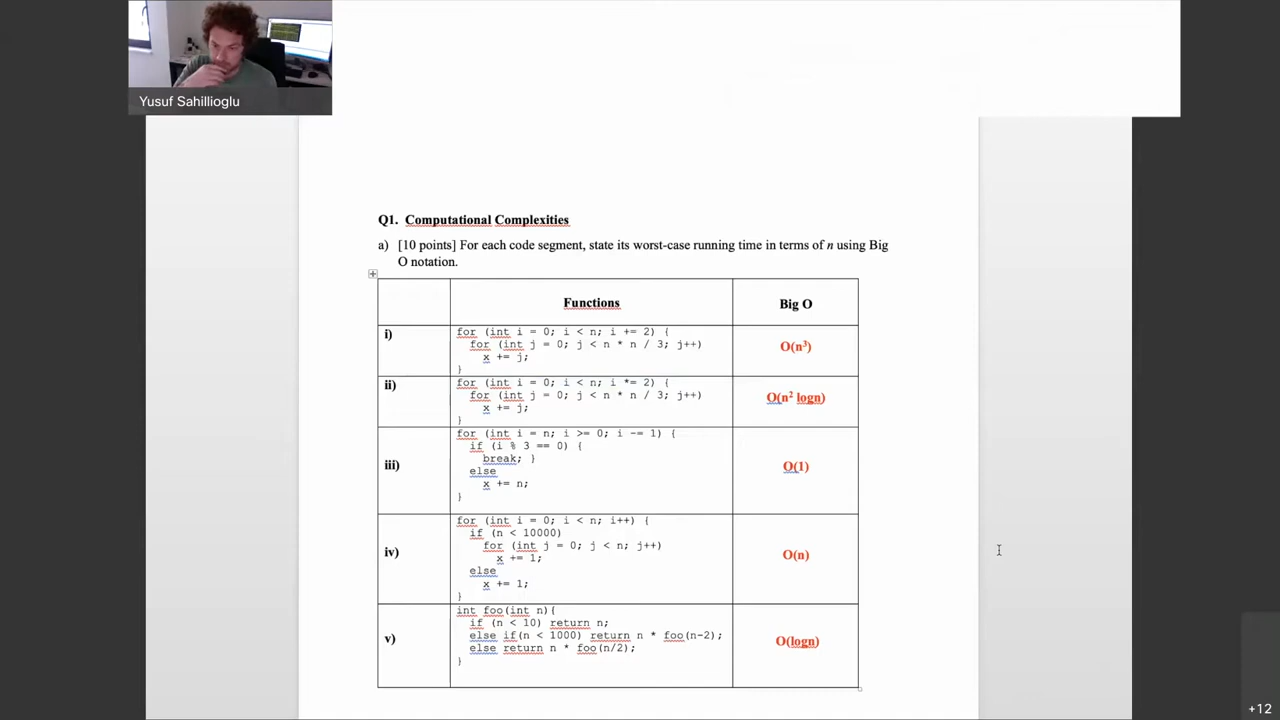 Yusuf Sahillioglu
Q1. Computational Complexities
a) [10 points] For each code segment, state its worst-case running time in terms of n using Big
O notation.
Functions
Big O
i)
for (int i = 0; i < n; i += 2) {
for (int j = 0; j < n * n / 3; j++)
x += j;
}
O(n³)
ii)
for (int i = 0; i < n; i *= 2) {
for (int j = 0; j < n * n / 3; j++)
x += j;
}
O(n² logn)
iii)
for (int i = n; i >= 0; i -= 1) {
if (i % 3 == 0) {
break; }
else
x += n;
}
O(1)
iv)
for (int i = 0; i < n; i++) {
if (n < 10000)
for (int j = 0; j < n; j++)
x += 1;
else
x += 1;
}
O(n)
v)
int foo(int n){
if (n < 10) return n;
else if(n < 1000) return n * foo(n-2);
else return n * foo(n/2);
}
O(logn)
+12